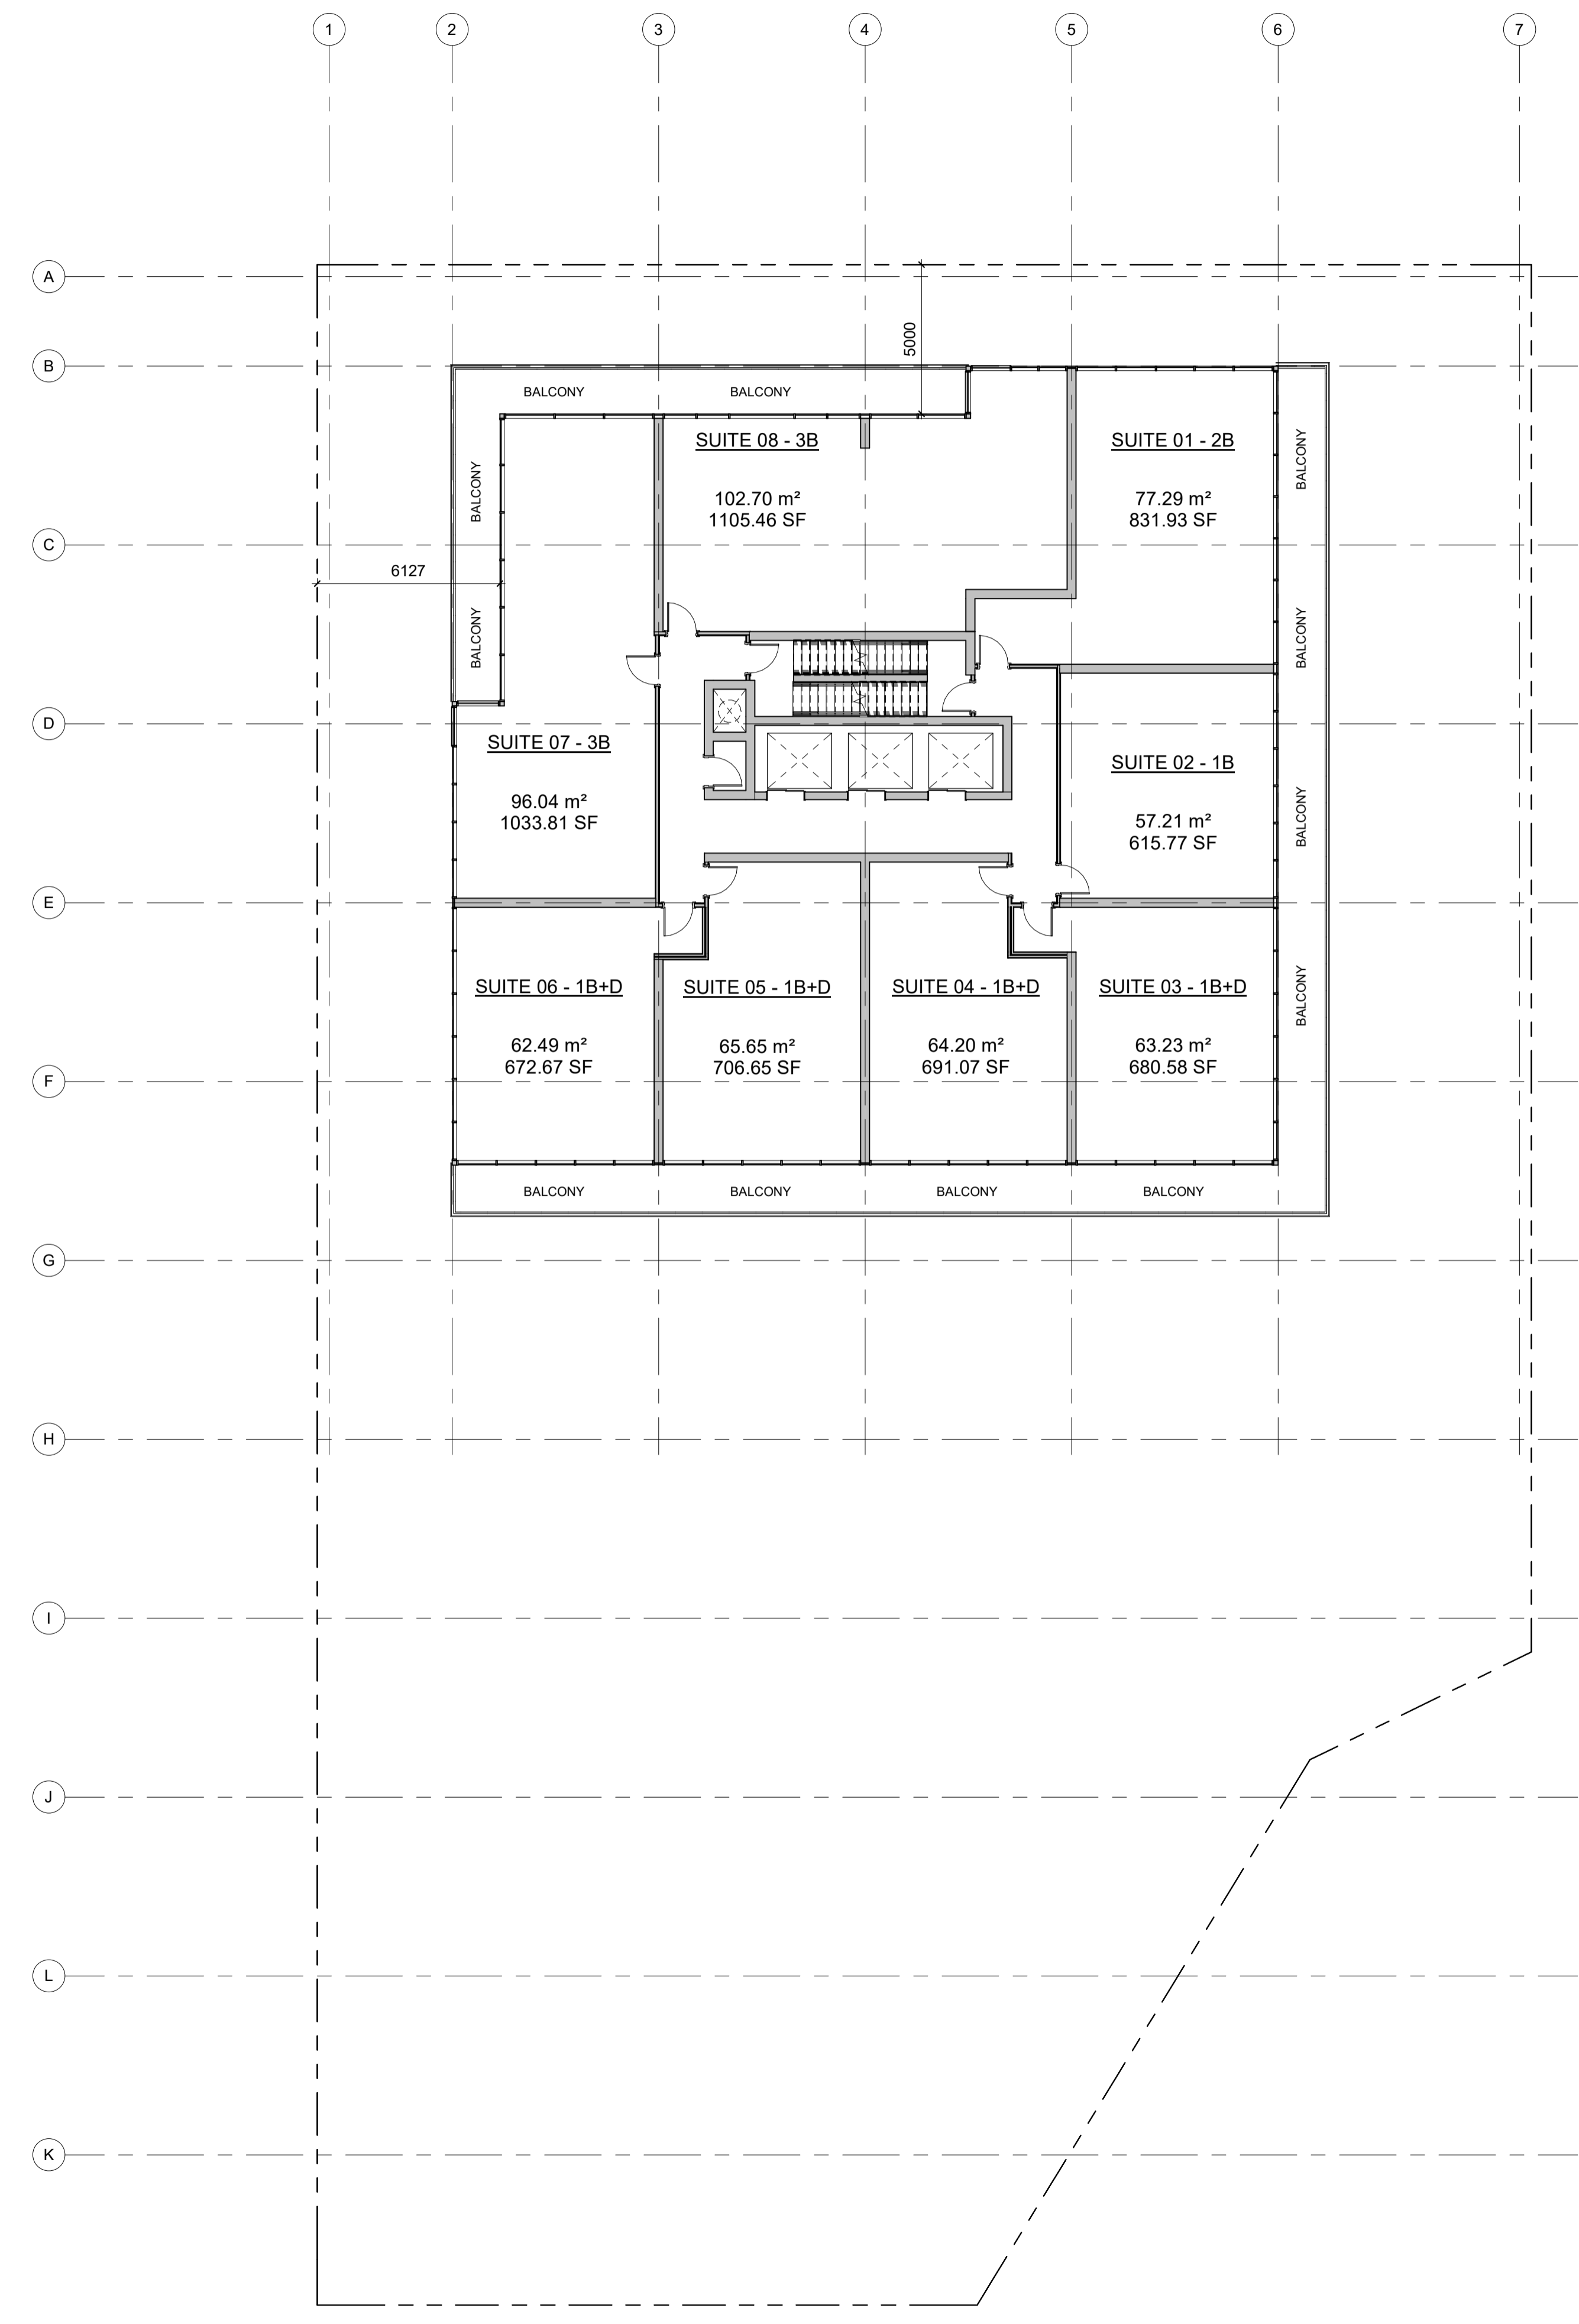 1
2
3
4
5
6
7
A
5000
B
BALCONY
BALCONY
SUITE 08 - 3B
102.70 m²
1105.46 SF
SUITE 01 - 2B
77.29 m²
831.93 SF
BALCONY
BALCONY
C
6127
BALCONY
BALCONY
D
SUITE 07 - 3B
96.04 m²
1033.81 SF
SUITE 02 - 1B
57.21 m²
615.77 SF
BALCONY
E
SUITE 06 - 1B+D
62.49 m²
672.67 SF
SUITE 05 - 1B+D
65.65 m²
706.65 SF
SUITE 04 - 1B+D
64.20 m²
691.07 SF
SUITE 03 - 1B+D
63.23 m²
680.58 SF
BALCONY
F
BALCONY
BALCONY
BALCONY
BALCONY
G
H
I
J
L
K